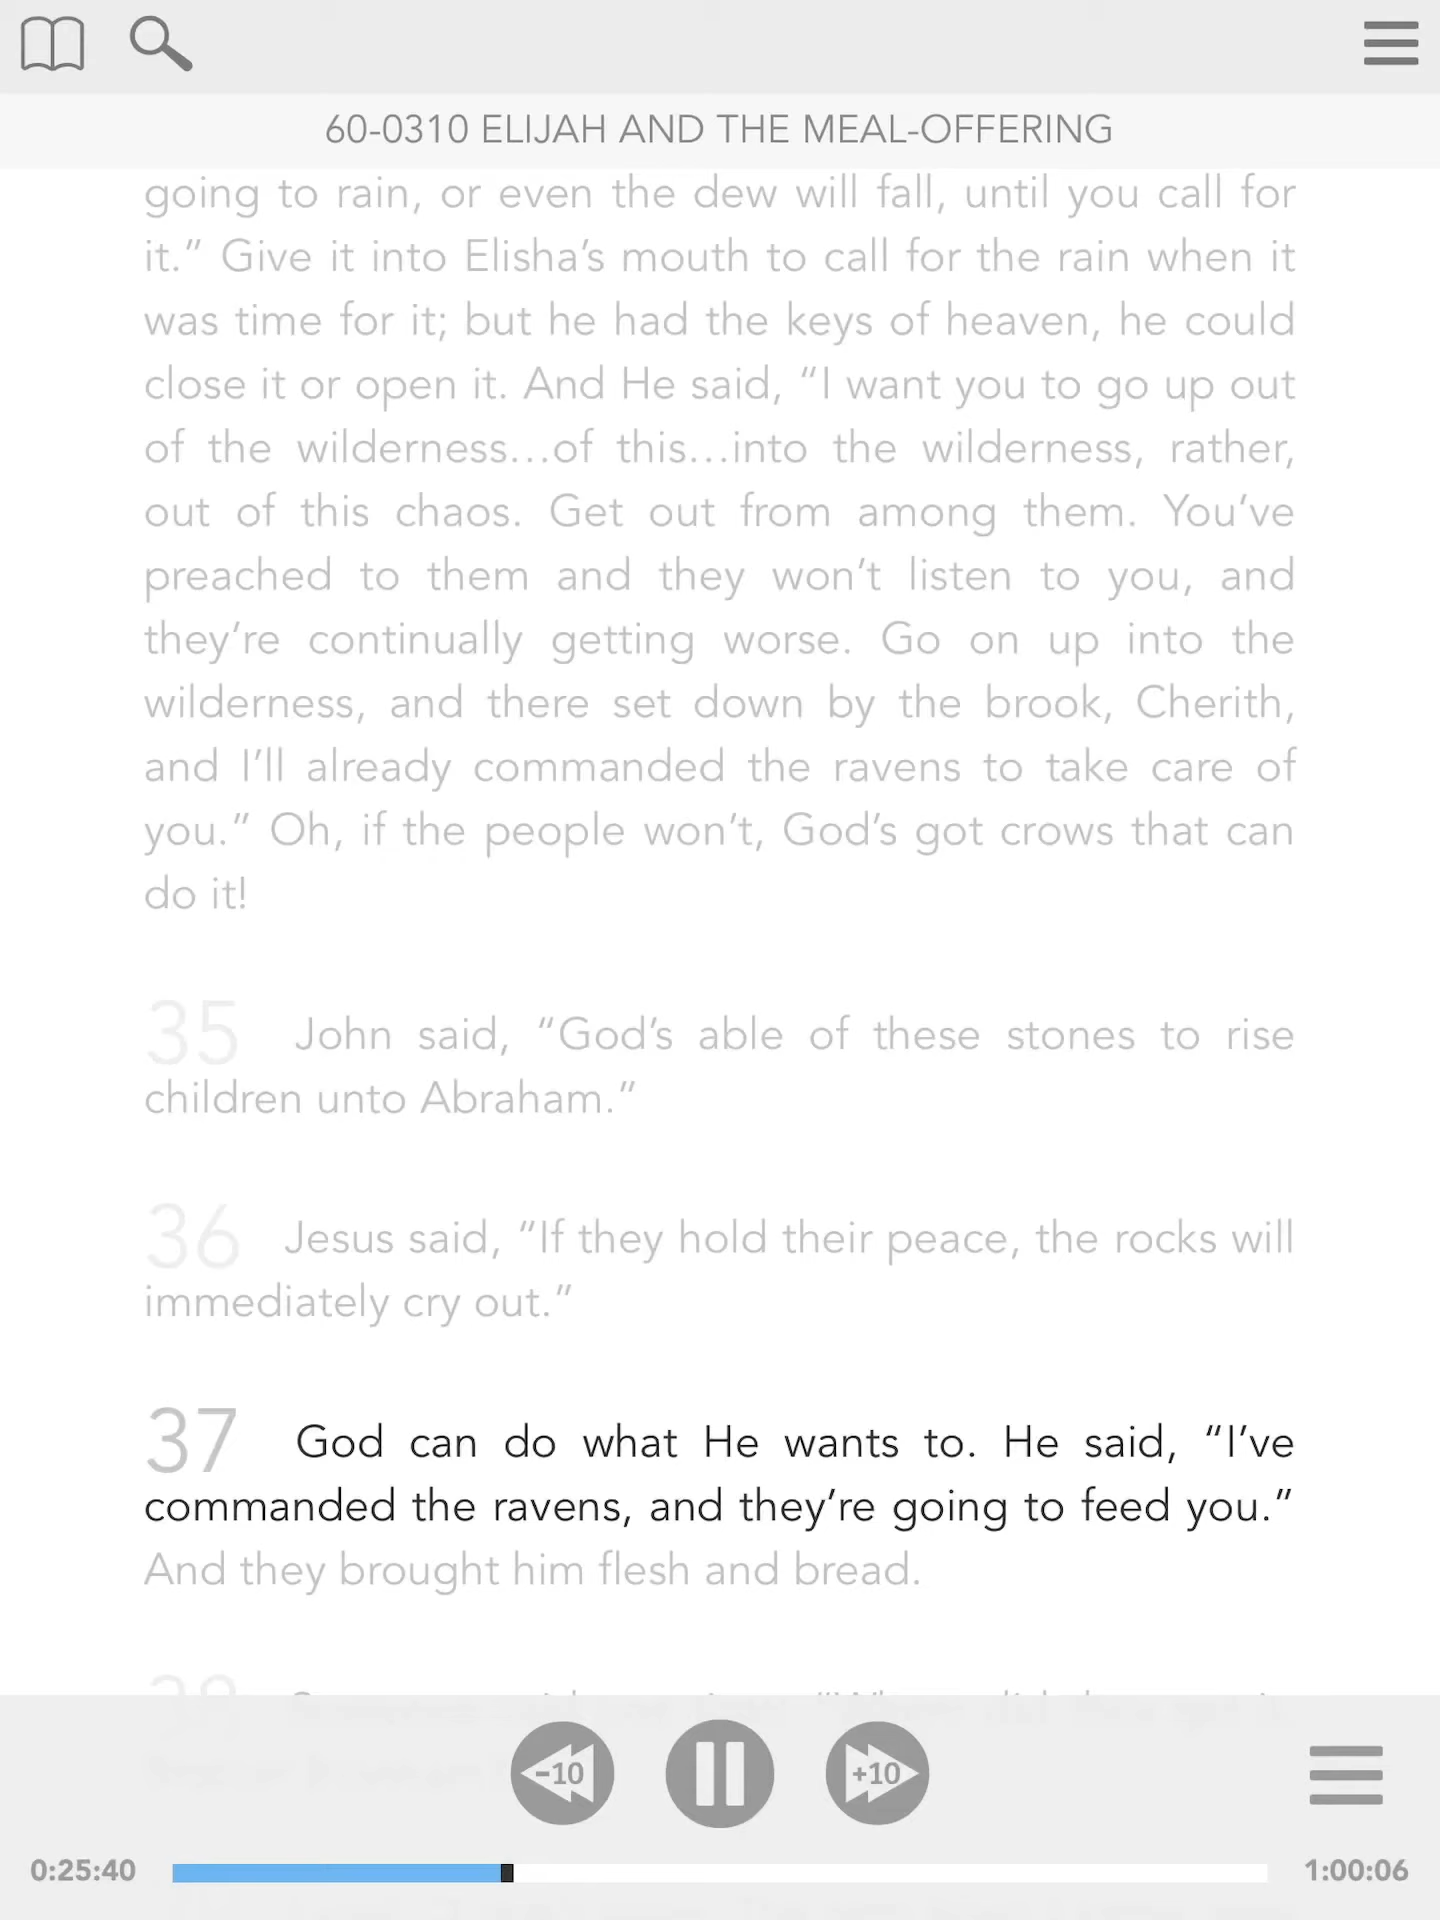 60-0310 ELIJAH AND THE MEAL-OFFERING
going to rain, or even the dew will fall, until you call for
it.” Give it into Elisha’s mouth to call for the rain when it
was time for it; but he had the keys of heaven, he could
close it or open it. And He said, “I want you to go up out
of the wilderness…of this…into the wilderness, rather,
out of this chaos. Get out from among them. You’ve
preached to them and they won’t listen to you, and
they’re continually getting worse. Go on up into the
wilderness, and there set down by the brook, Cherith,
and I’ll already commanded the ravens to take care of
you.” Oh, if the people won’t, God’s got crows that can
do it!
35 John said, “God’s able of these stones to rise
children unto Abraham.”
36 Jesus said, “If they hold their peace, the rocks will
immediately cry out.”
37 God can do what He wants to. He said, “I’ve
commanded the ravens, and they’re going to feed you.”
And they brought him flesh and bread.
-10 +10
0:25:40 1:00:06